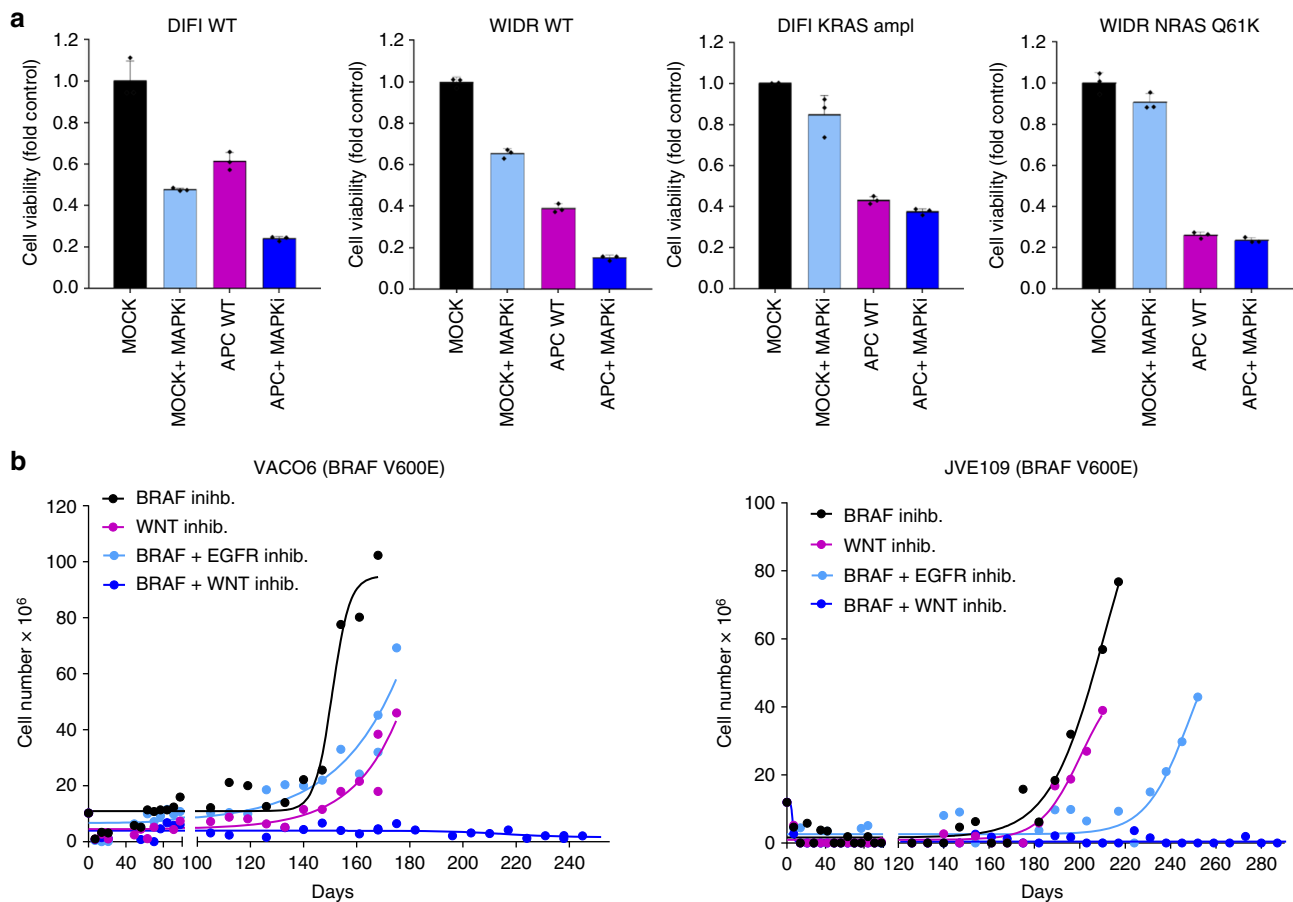 a
DIFI WT
WIDR WT
DIFI KRAS ampl
WIDR NRAS Q61K
Cell viability (fold control)
1.2
1.0
0.8
0.6
0.4
0.2
0.0
MOCK
MOCK+ MAPKi
APC WT
APC+ MAPKi
Cell viability (fold control)
1.2
1.0
0.8
0.6
0.4
0.2
0.0
MOCK
MOCK+ MAPKi
APC WT
APC+ MAPKi
Cell viability (fold control)
1.2
1.0
0.8
0.6
0.4
0.2
0.0
MOCK
MOCK+ MAPKi
APC WT
APC+ MAPKi
Cell viability (fold control)
1.2
1.0
0.8
0.6
0.4
0.2
0.0
MOCK
MOCK+ MAPKi
APC WT
APC+ MAPKi
b
VACO6 (BRAF V600E)
BRAF inihb.
WNT inhib.
BRAF + EGFR inhib.
BRAF + WNT inhib.
Cell number × 10⁶
120
100
80
60
40
20
0
0 40 80 100 120 140 160 180 200 220 240
Days
JVE109 (BRAF V600E)
BRAF inihb.
WNT inhib.
BRAF + EGFR inhib.
BRAF + WNT inhib.
Cell number × 10⁶
100
80
60
40
20
0
0 40 80 120 140 160 180 200 220 240 260 280
Days